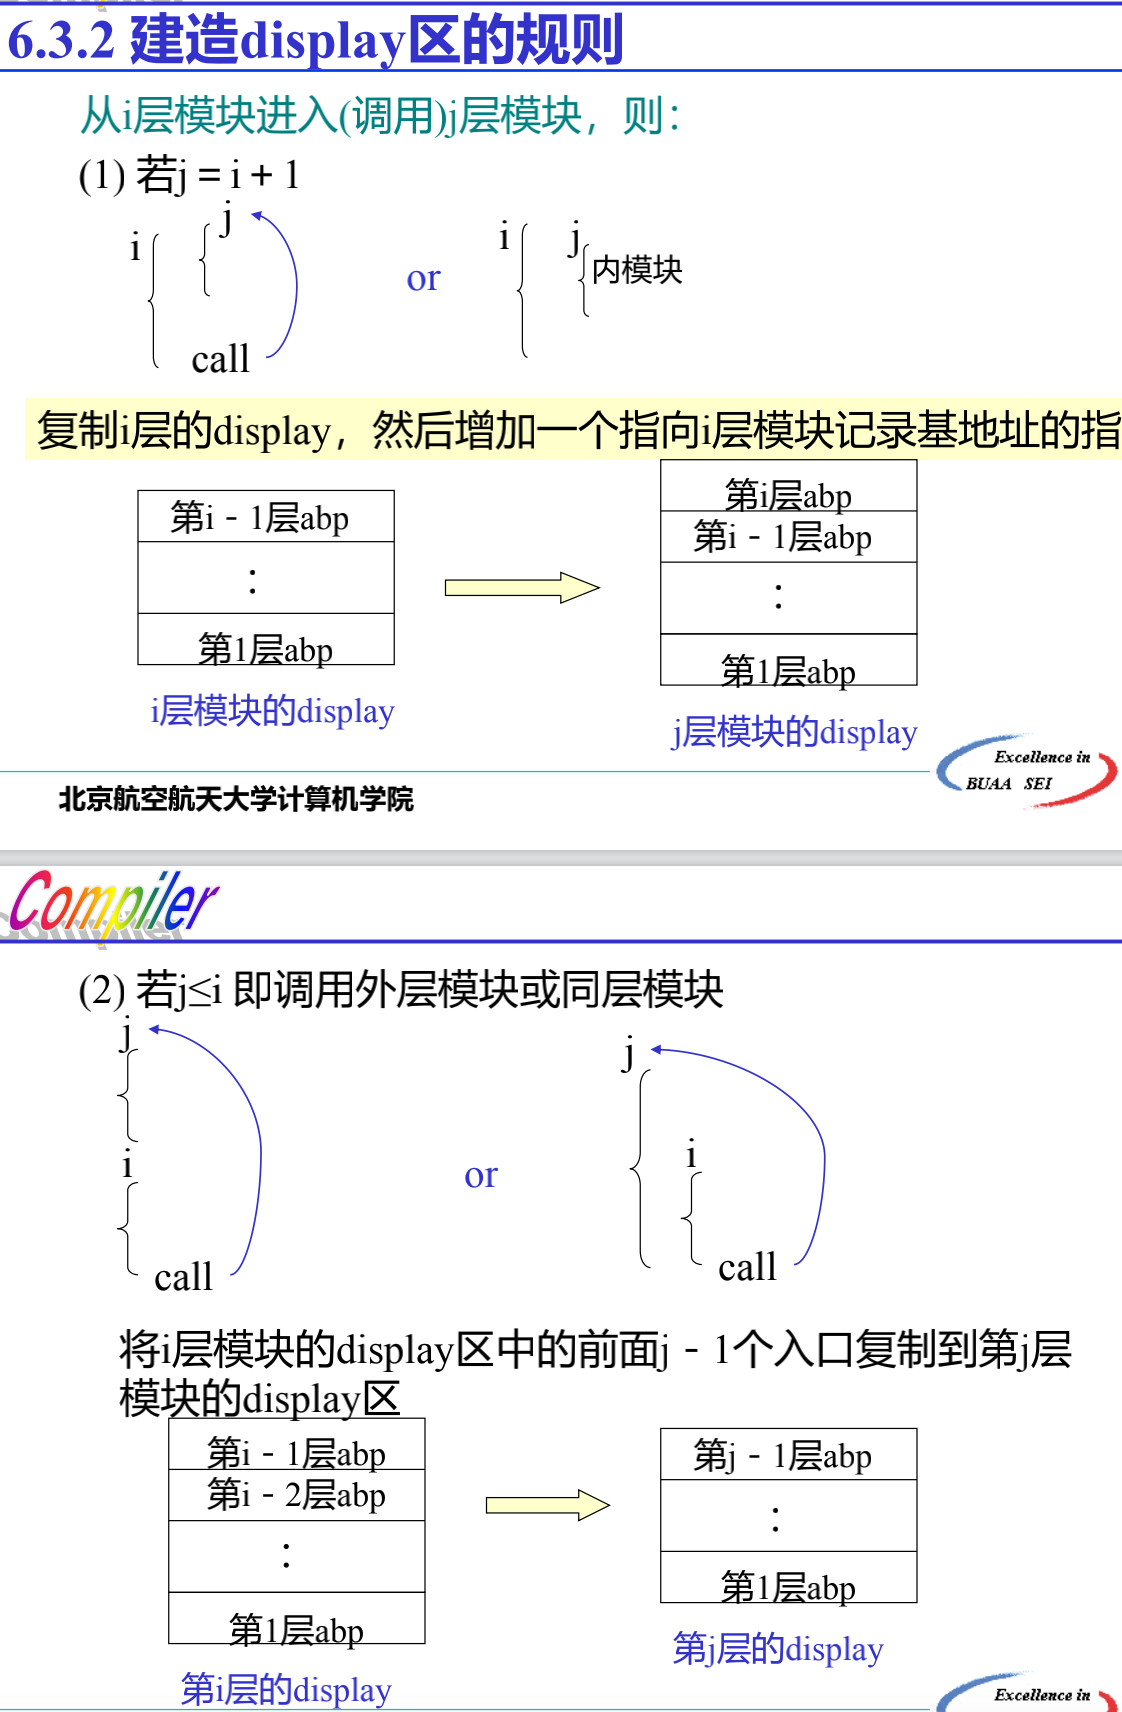 6.3.2 建造display区的规则
从i层模块进入(调用)j层模块，则：
(1) 若j = i + 1
j
i
call
or
i
j
内模块
复制i层的display，然后增加一个指向i层模块记录基地址的指
第i - 1层abp
:
第1层abp
i层模块的display
第i层abp
第i - 1层abp
:
第1层abp
j层模块的display
Excellence in
BUAA SEI
北京航空航天大学计算机学院
Compiler
(2) 若j≤i 即调用外层模块或同层模块
j
i
call
or
j
i
call
将i层模块的display区中的前面j - 1个入口复制到第j层
模块的display区
第i - 1层abp
第i - 2层abp
:
第1层abp
第i层的display
第j - 1层abp
:
第1层abp
第j层的display
Excellence in